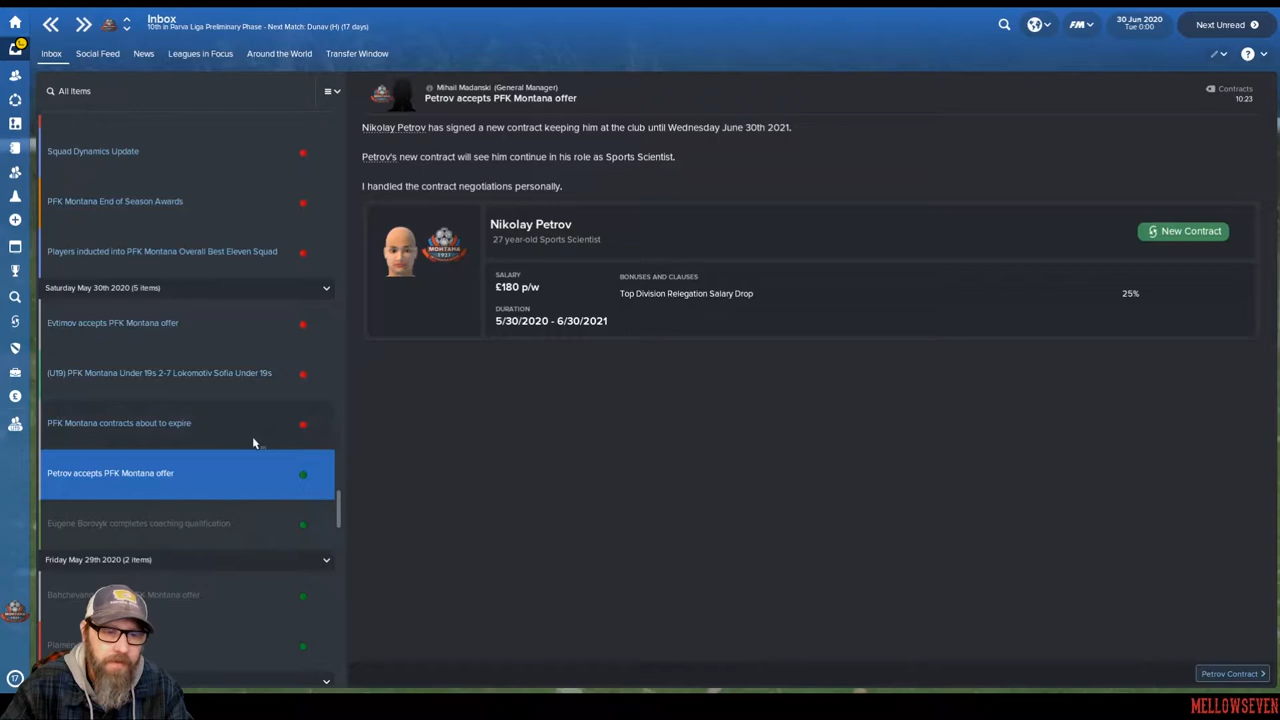 Inbox
10th in Parva Liga Preliminary Phase - Next Match: Dunav (H) (17 days)
FM
30 Jun 2020
Tue 0:00
Next Unread
Inbox
Social Feed
News
Leagues in Focus
Around the World
Transfer Window
All Items
Squad Dynamics Update
PFK Montana End of Season Awards
Players inducted into PFK Montana Overall Best Eleven Squad
Saturday May 30th 2020 (5 items)
Evtimov accepts PFK Montana offer
(U19) PFK Montana Under 19s 2-7 Lokomotiv Sofia Under 19s
PFK Montana contracts about to expire
Petrov accepts PFK Montana offer
Eugene Borovyk completes coaching qualification
Friday May 29th 2020 (2 items)
Montana offer
17
Mihail Madanski (General Manager)
Petrov accepts PFK Montana offer
Contracts
10:23
Nikolay Petrov has signed a new contract keeping him at the club until Wednesday June 30th 2021.
Petrov's new contract will see him continue in his role as Sports Scientist.
I handled the contract negotiations personally.
MONTANA
Nikolay Petrov
27 year-old Sports Scientist
New Contract
SALARY
£180 p/w
DURATION
5/30/2020 - 6/30/2021
BONUSES AND CLAUSES
Top Division Relegation Salary Drop
25%
Petrov Contract
MELLOWSEVEN